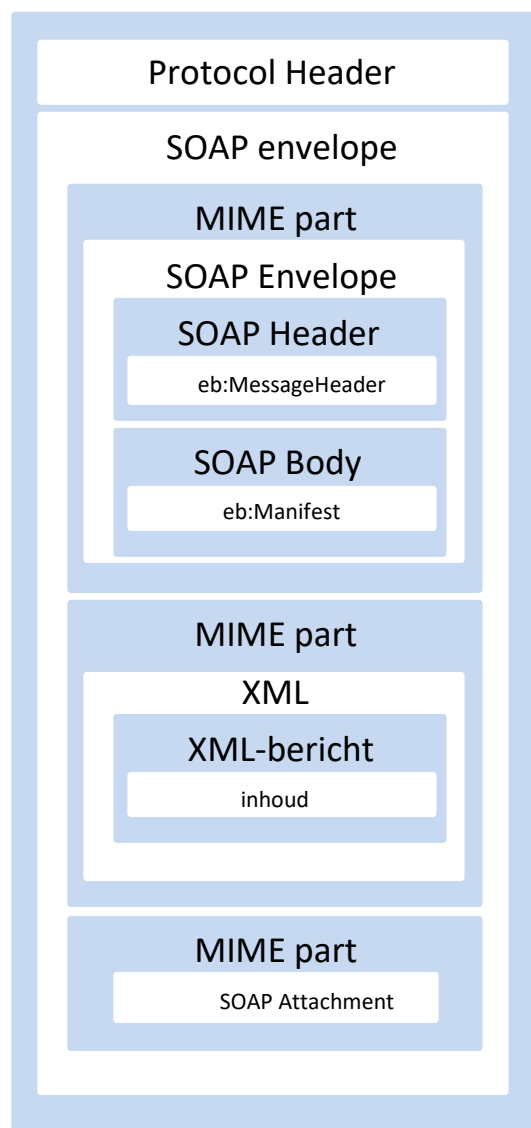 Protocol Header
SOAP envelope
MIME part
SOAP Envelope
SOAP Header
eb:MessageHeader
SOAP Body
eb:Manifest
MIME part
XML
XML-bericht
inhoud
MIME part
SOAP Attachment